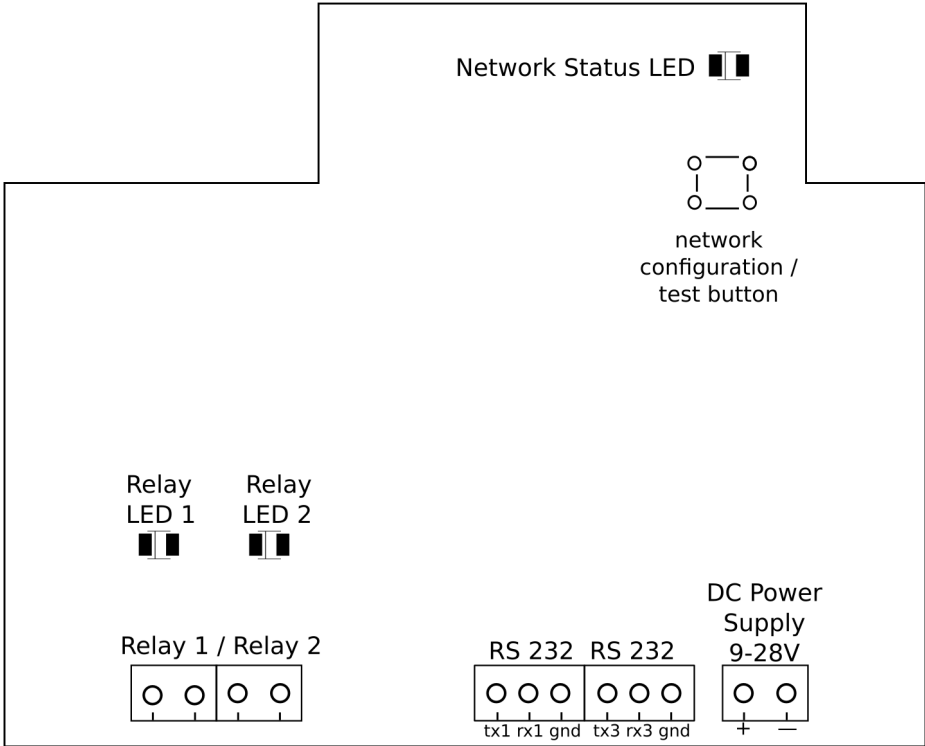 Network Status LED
network
configuration /
test button
Relay
LED 1
Relay
LED 2
Relay 1 / Relay 2
RS 232
tx1 rx1 gnd
RS 232
tx3 rx3 gnd
DC Power
Supply
9-28V
+ —